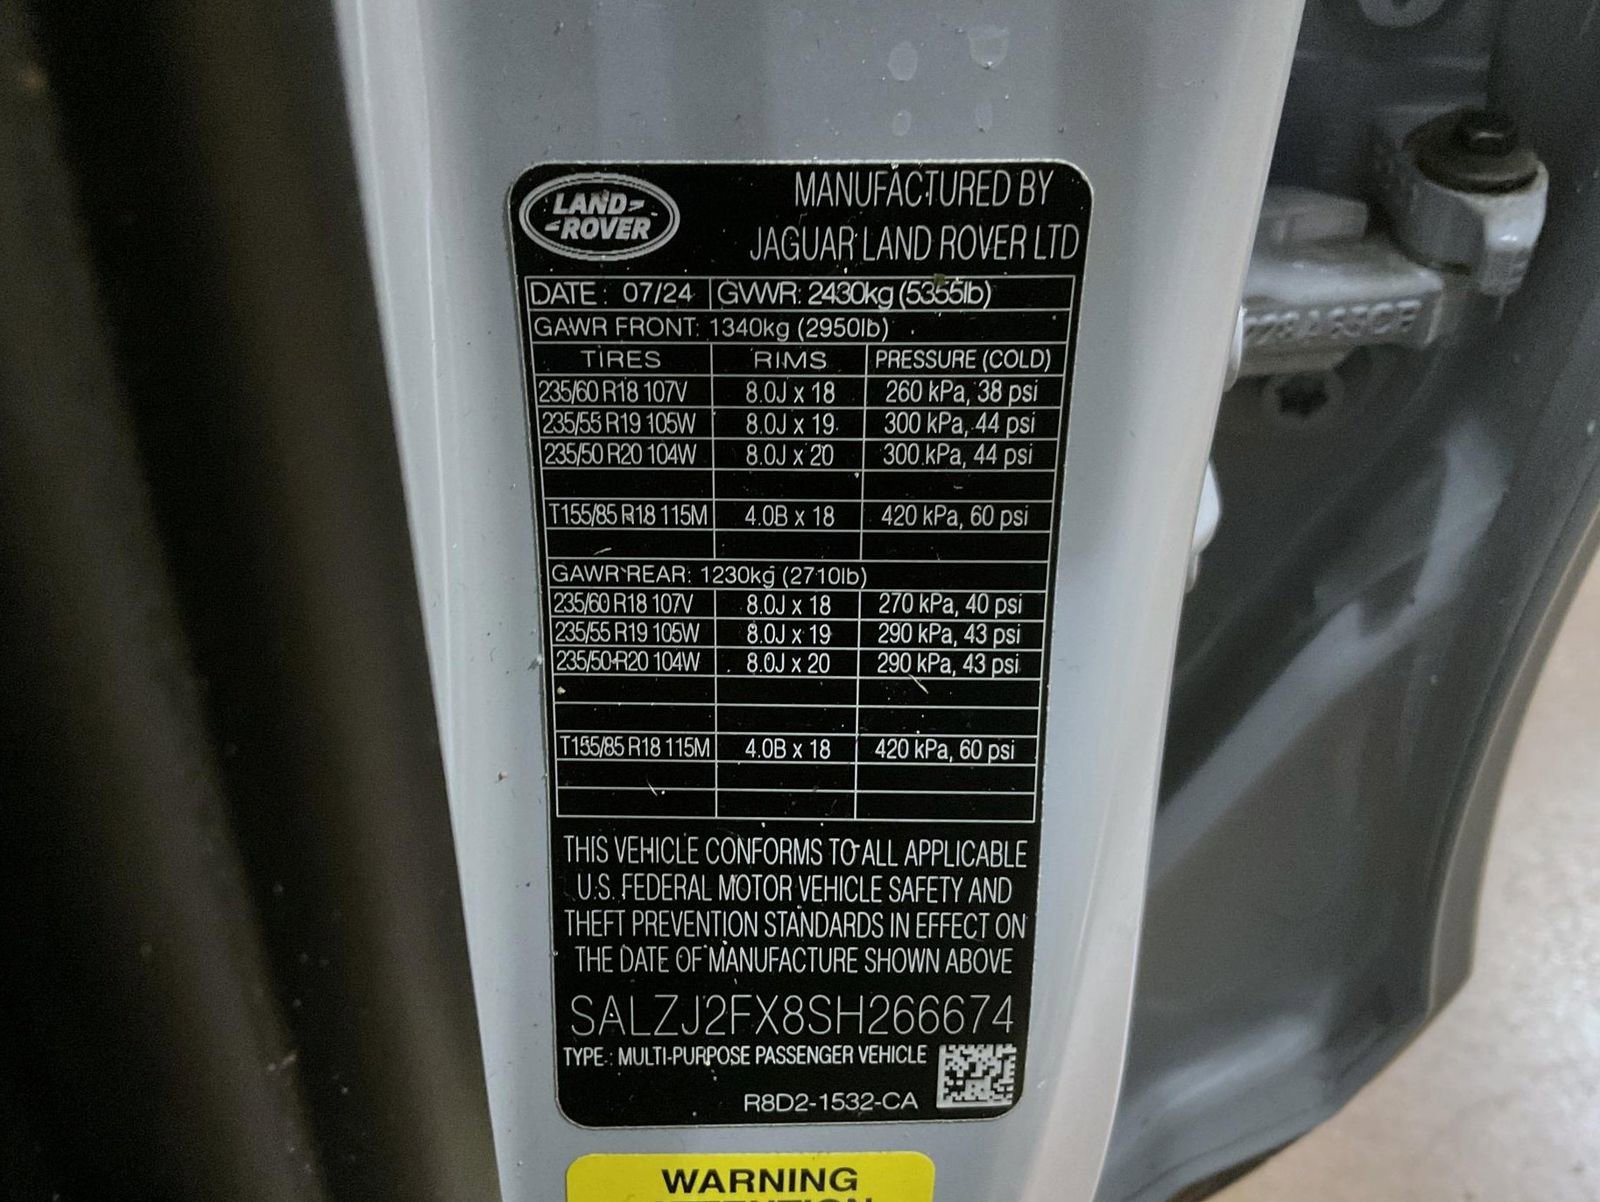 LAND-
-ROVER
MANUFACTURED BY
JAGUAR LAND ROVER LTD
DATE: 07/24 GVWR: 2430kg (5355lb)
GAWR FRONT: 1340kg (2950lb)
TIRES RIMS PRESSURE (COLD)
235/60 R18 107V 8.0J x 18 260 kPa, 38 psi
235/55 R19 105W 8.0J x 19 300 kPa, 44 psi
235/50 R20 104W 8.0J x 20 300 kPa, 44 psi
T155/85 R18 115M 4.0B x 18 420 kPa, 60 psi
GAWR REAR: 1230kg (2710lb)
235/60 R18 107V 8.0J x 18 270 kPa, 40 psi
235/55 R19 105W 8.0J x 19 290 kPa, 43 psi
235/50 R20 104W 8.0J x 20 290 kPa, 43 psi
T155/85 R18 115M 4.0B x 18 420 kPa, 60 psi
THIS VEHICLE CONFORMS TO ALL APPLICABLE
U.S. FEDERAL MOTOR VEHICLE SAFETY AND
THEFT PREVENTION STANDARDS IN EFFECT ON
THE DATE OF MANUFACTURE SHOWN ABOVE
SALZJ2FX8SH266674
TYPE: MULTI-PURPOSE PASSENGER VEHICLE
R8D2-1532-CA
WARNING